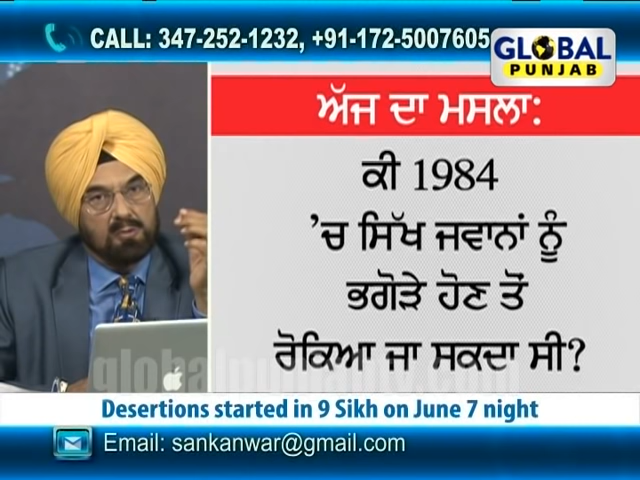 CALL: 347-252-1232, +91-172-5007605
GLOBAL
PUNJAB
ਅੱਜ ਦਾ ਮਸਲਾ:
ਕੀ 1984
’ਚ ਸਿੱਖ ਜਵਾਨਾਂ ਨੂੰ
ਭਗੋੜੇ ਹੋਣ ਤੋਂ
ਰੋਕਿਆ ਜਾ ਸਕਦਾ ਸੀ?
Desertions started in 9 Sikh on June 7 night
Email: sankanwar@gmail.com